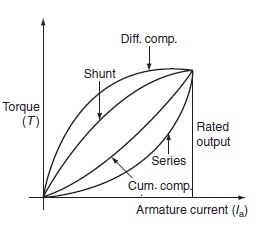 Diff. comp.
Shunt
Torque
(T)
Rated
output
Series
Cum. comp.
Armature current (Ia)